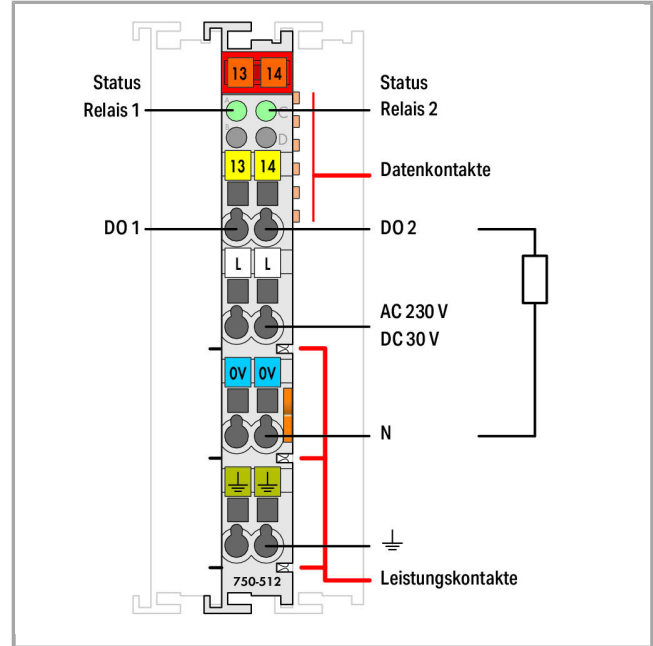 13 14
Status
Relais 1
Status
Relais 2
A
C
B
D
13 14
Datenkontakte
DO 1
DO 2
L L
AC 230 V
DC 30 V
0V 0V
N
750-512
Leistungskontakte